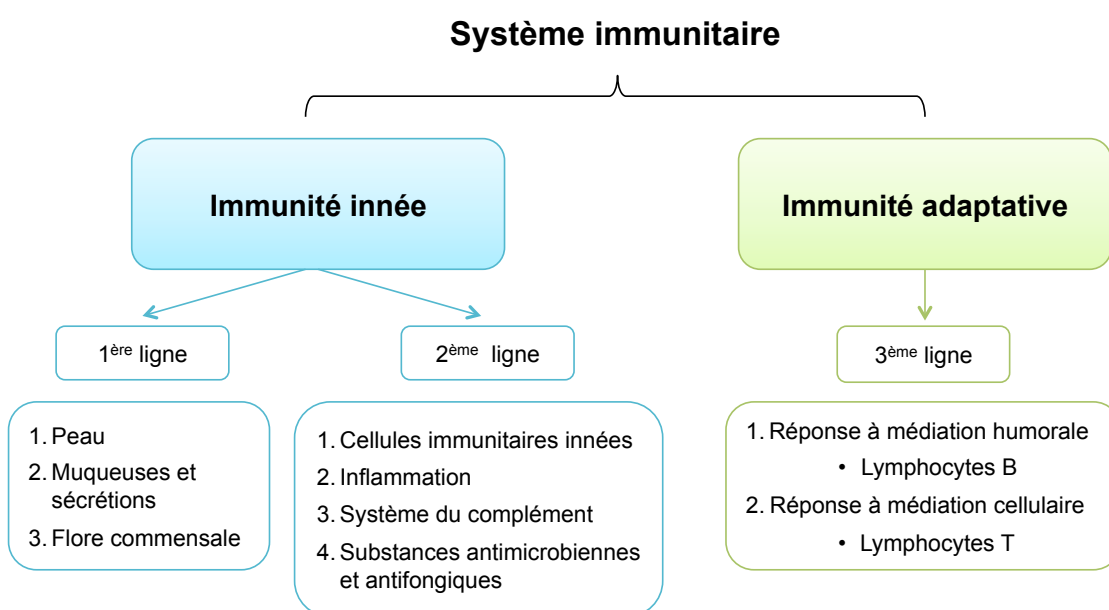 Système immunitaire
Immunité innée
Immunité adaptative
1ère ligne
2ème ligne
3ème ligne
1. Peau
2. Muqueuses et
sécrétions
3. Flore commensale
1. Cellules immunitaires innées
2. Inflammation
3. Système du complément
4. Substances antimicrobiennes
et antifongiques
1. Réponse à médiation humorale
• Lymphocytes B
2. Réponse à médiation cellulaire
• Lymphocytes T